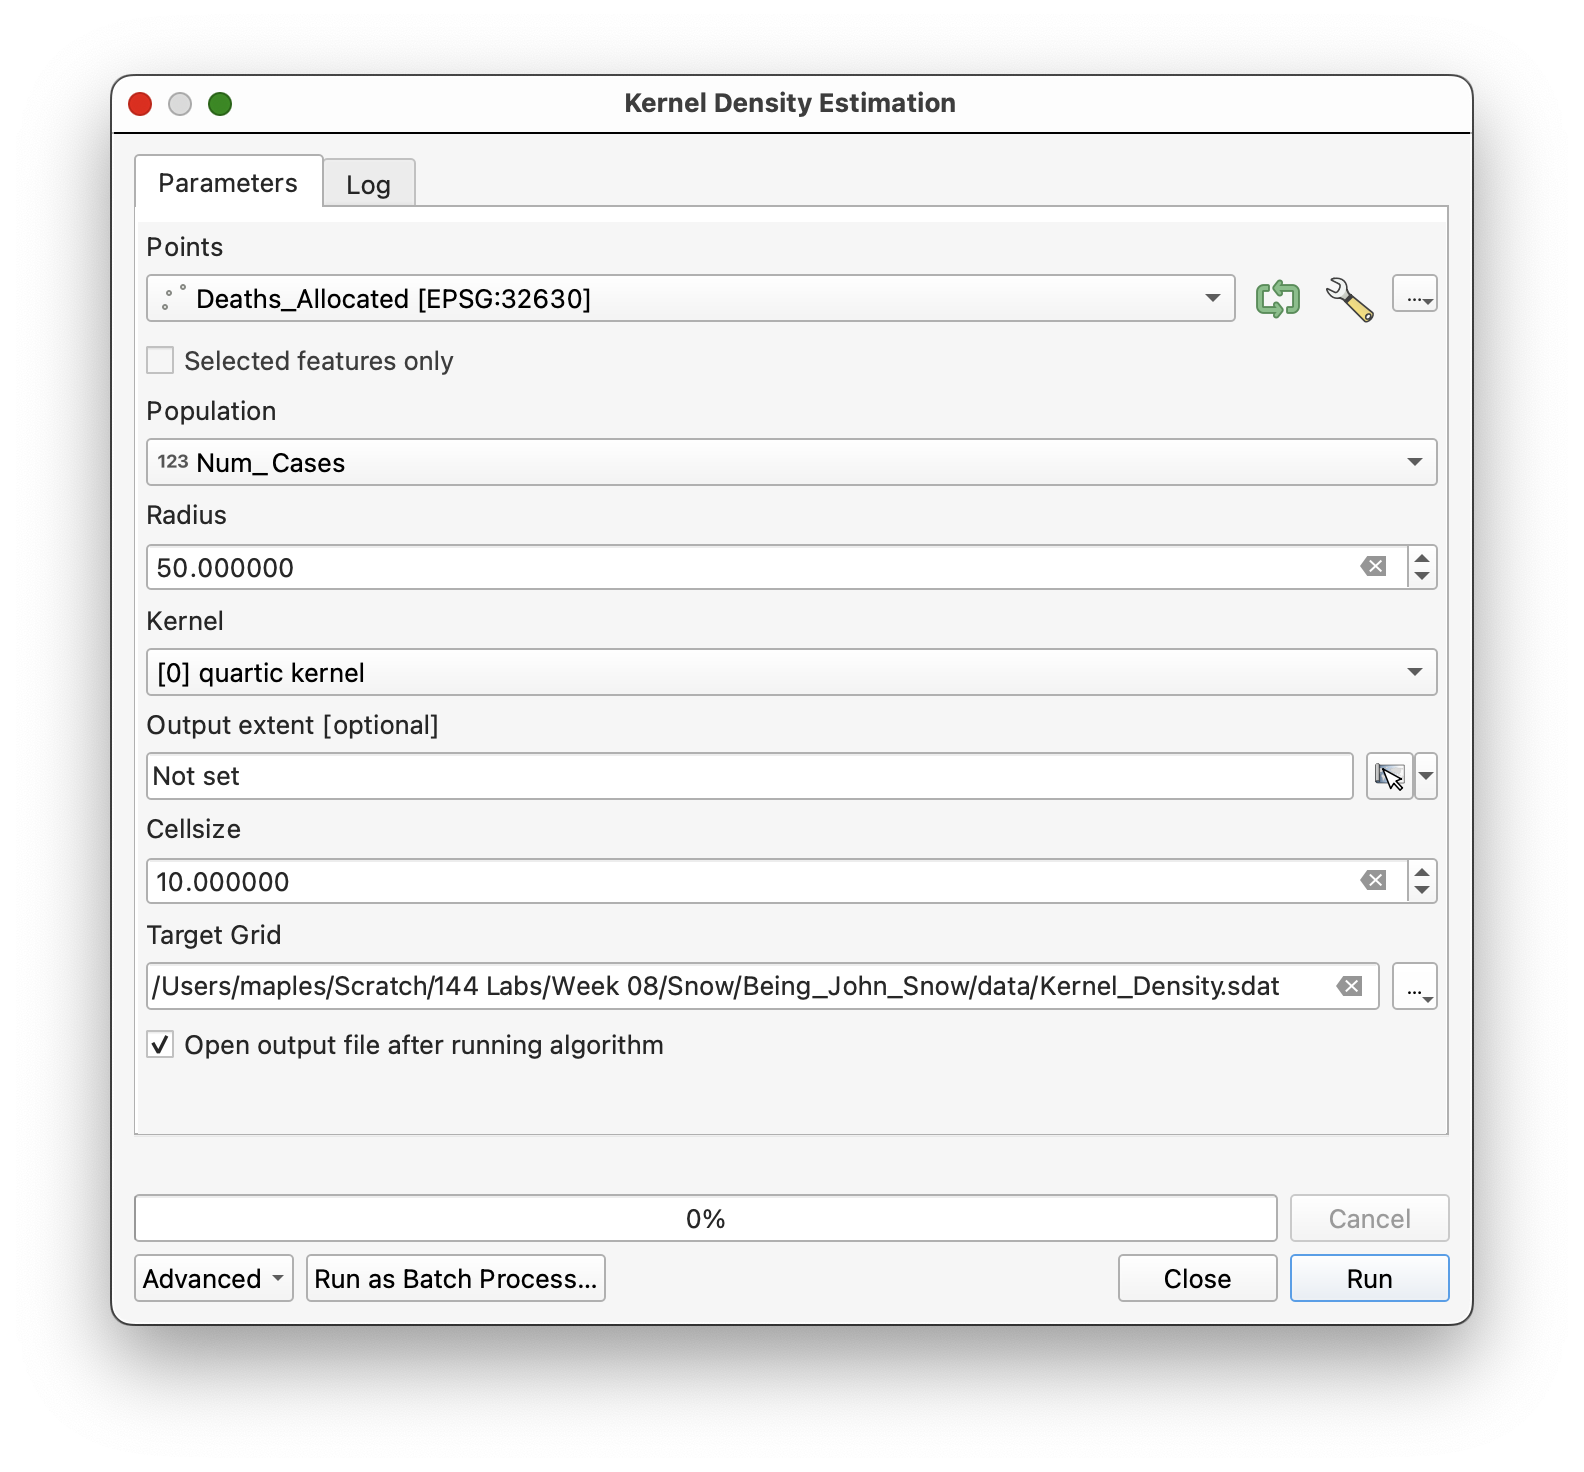 Kernel Density Estimation
Parameters
Log
Points
Deaths_Allocated [EPSG:32630]
...
Selected features only
Population
123 Num_Cases
Radius
50.000000
Kernel
[0] quartic kernel
Output extent [optional]
Not set
Cellsize
10.000000
Target Grid
/Users/maples/Scratch/144 Labs/Week 08/Snow/Being_John_Snow/data/Kernel_Density.sdat
...
Open output file after running algorithm
0%
Cancel
Advanced
Run as Batch Process...
Close
Run